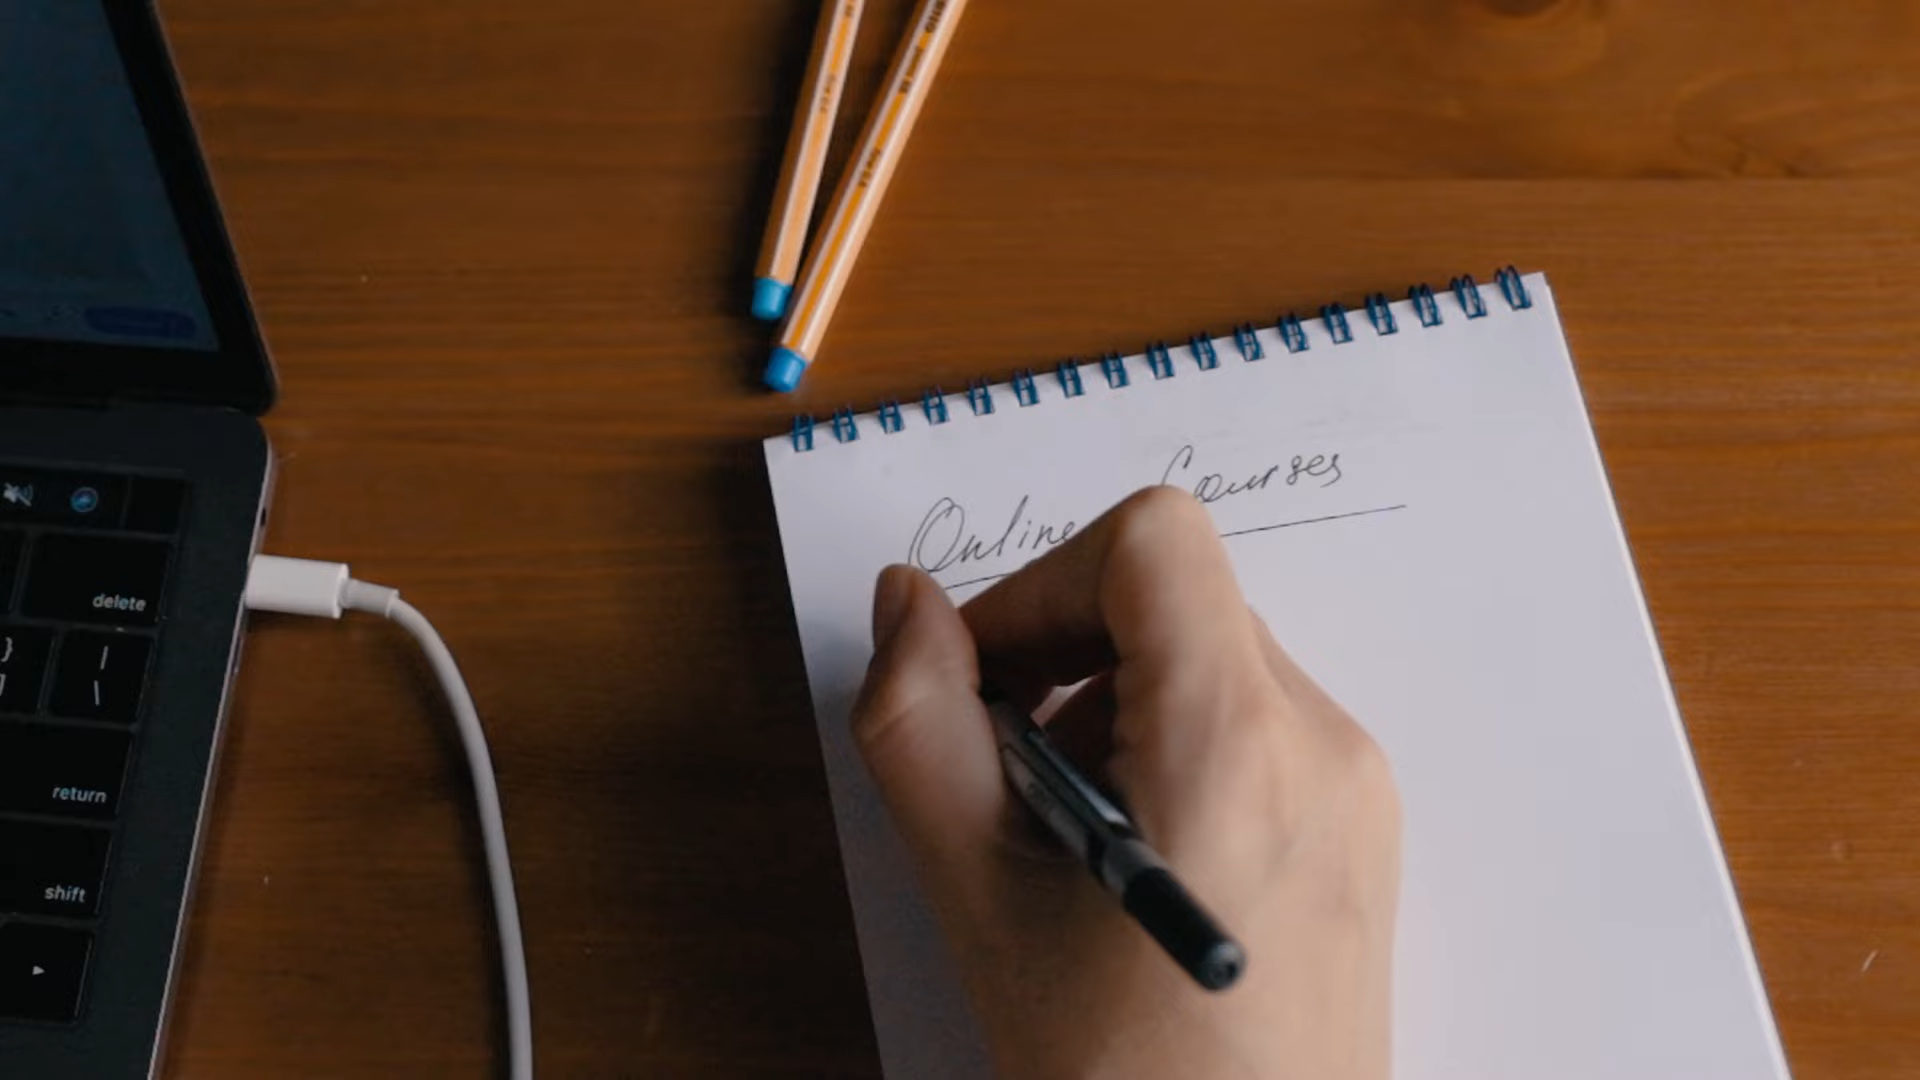 Online Courses
delete
}
]
|
\
return
shift